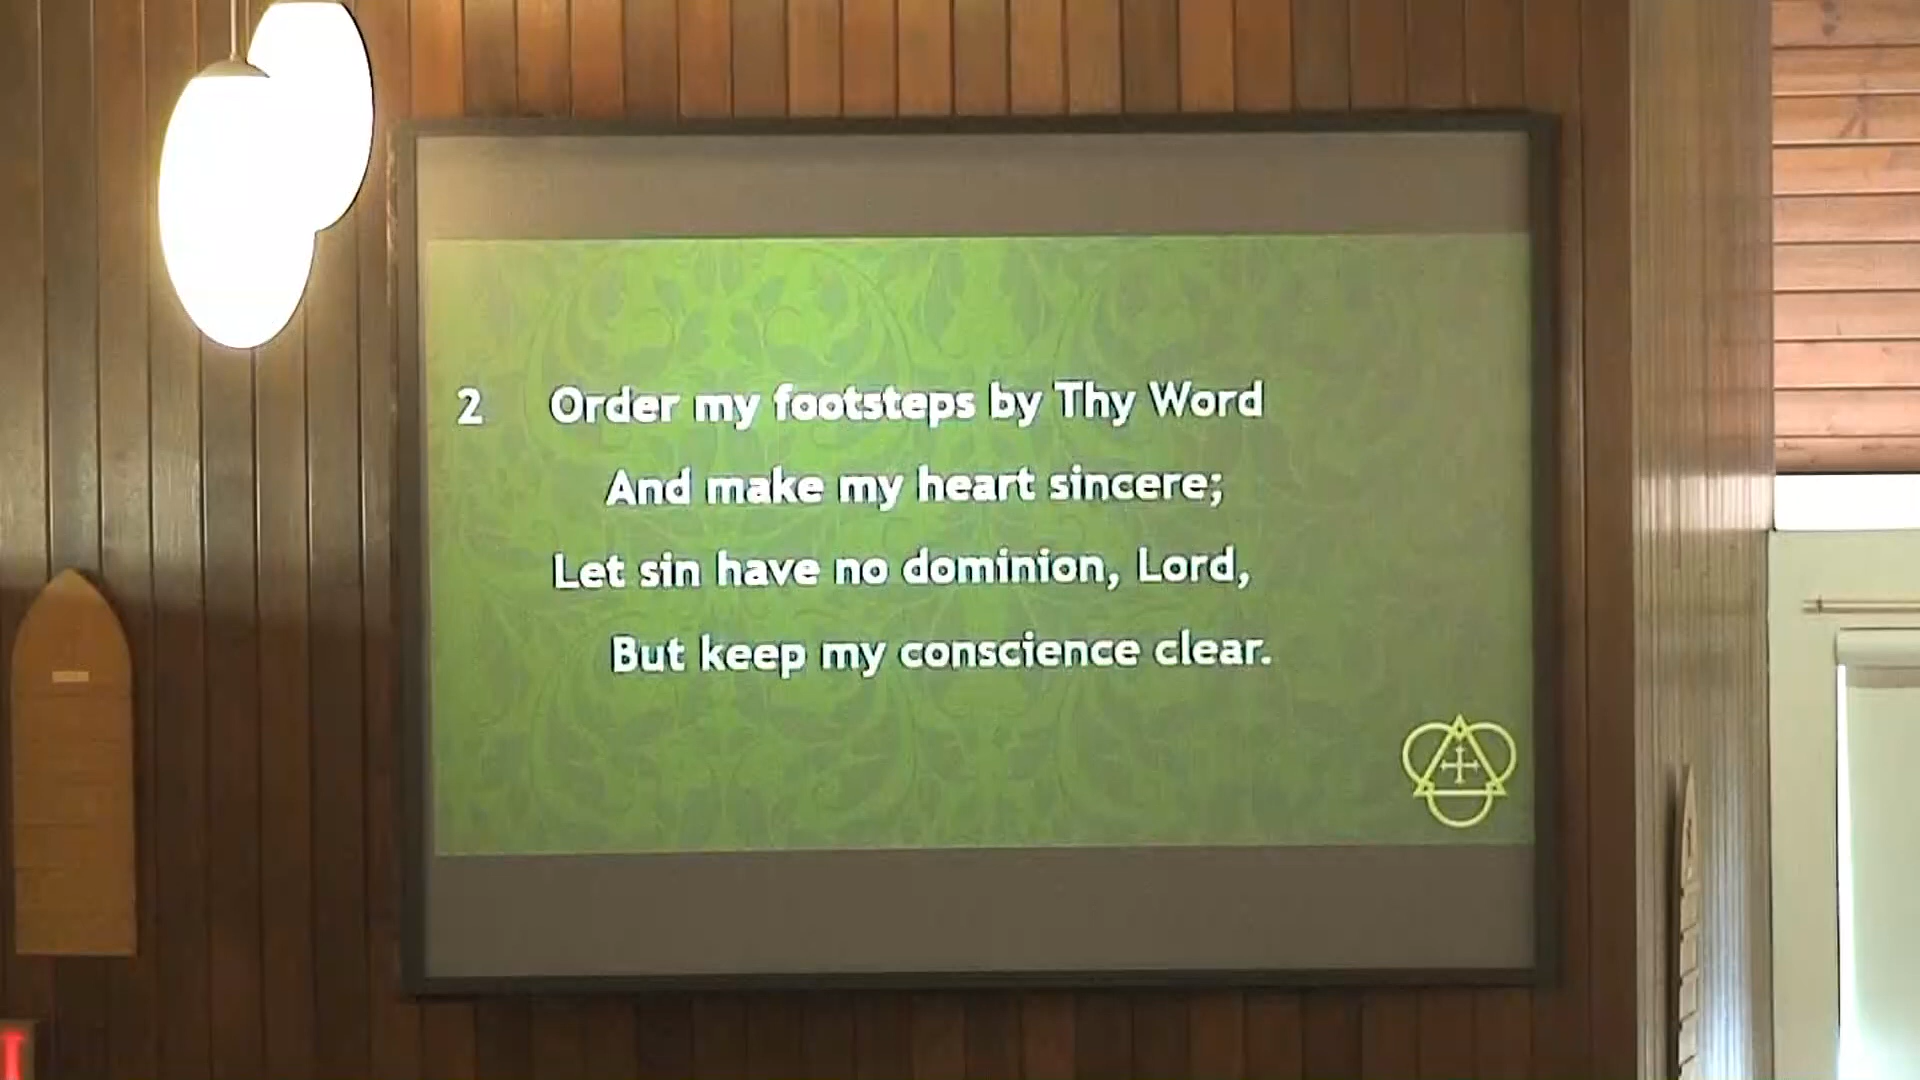 2 Order my footsteps by Thy Word
And make my heart sincere;
Let sin have no dominion, Lord,
But keep my conscience clear.